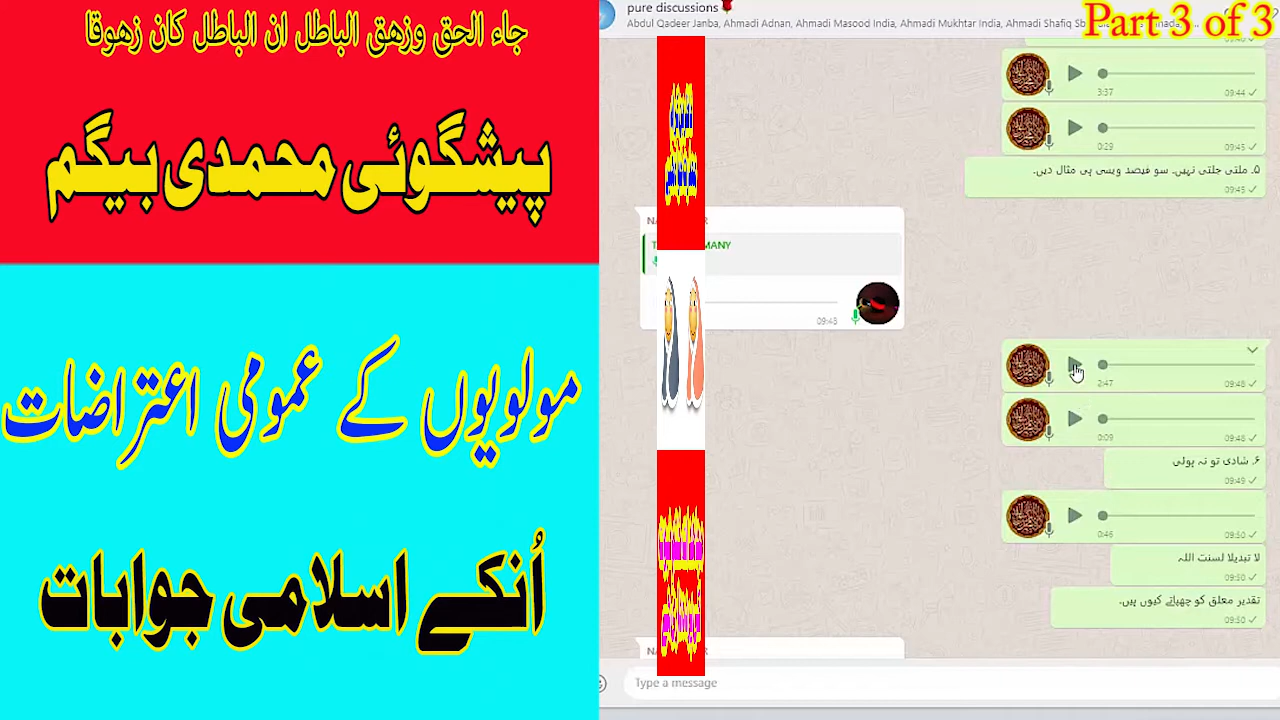 جاء الحق وزهق الباطل ان الباطل كان زهوقا
پیشگوئی محمدی بیگم
مولویوں کے عمومی اعتراضات
اُنکے اسلامی جوابات
Part 3 of 3
pure discussions
Abdul Qadeer Janba, Ahmadi Adnan, Ahmadi Masood India, Ahmadi Mukhtar India, Ahmadi Shafiq
3:37 09:44
0:29 09:45
۵. ملتی جلتی نہیں۔ سو فیصد ویسی ہی مثال دیں۔
09:45
MANY
09:43
2:47 09:48
0:09 09:48
۶. شادی تو نہ ہوئی
09:49
0:46 09:50
لا تبدیلا لسنت اللہ
09:50
تقدیر معلق کو چھپاتے کیوں ہیں۔
09:50
Type a message